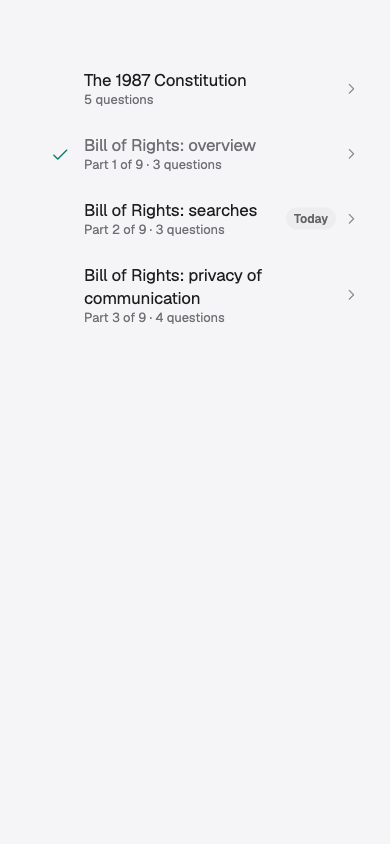 The 1987 Constitution
5 questions
Bill of Rights: overview
Part 1 of 9 · 3 questions
Bill of Rights: searches
Part 2 of 9 · 3 questions
Today
Bill of Rights: privacy of
communication
Part 3 of 9 · 4 questions